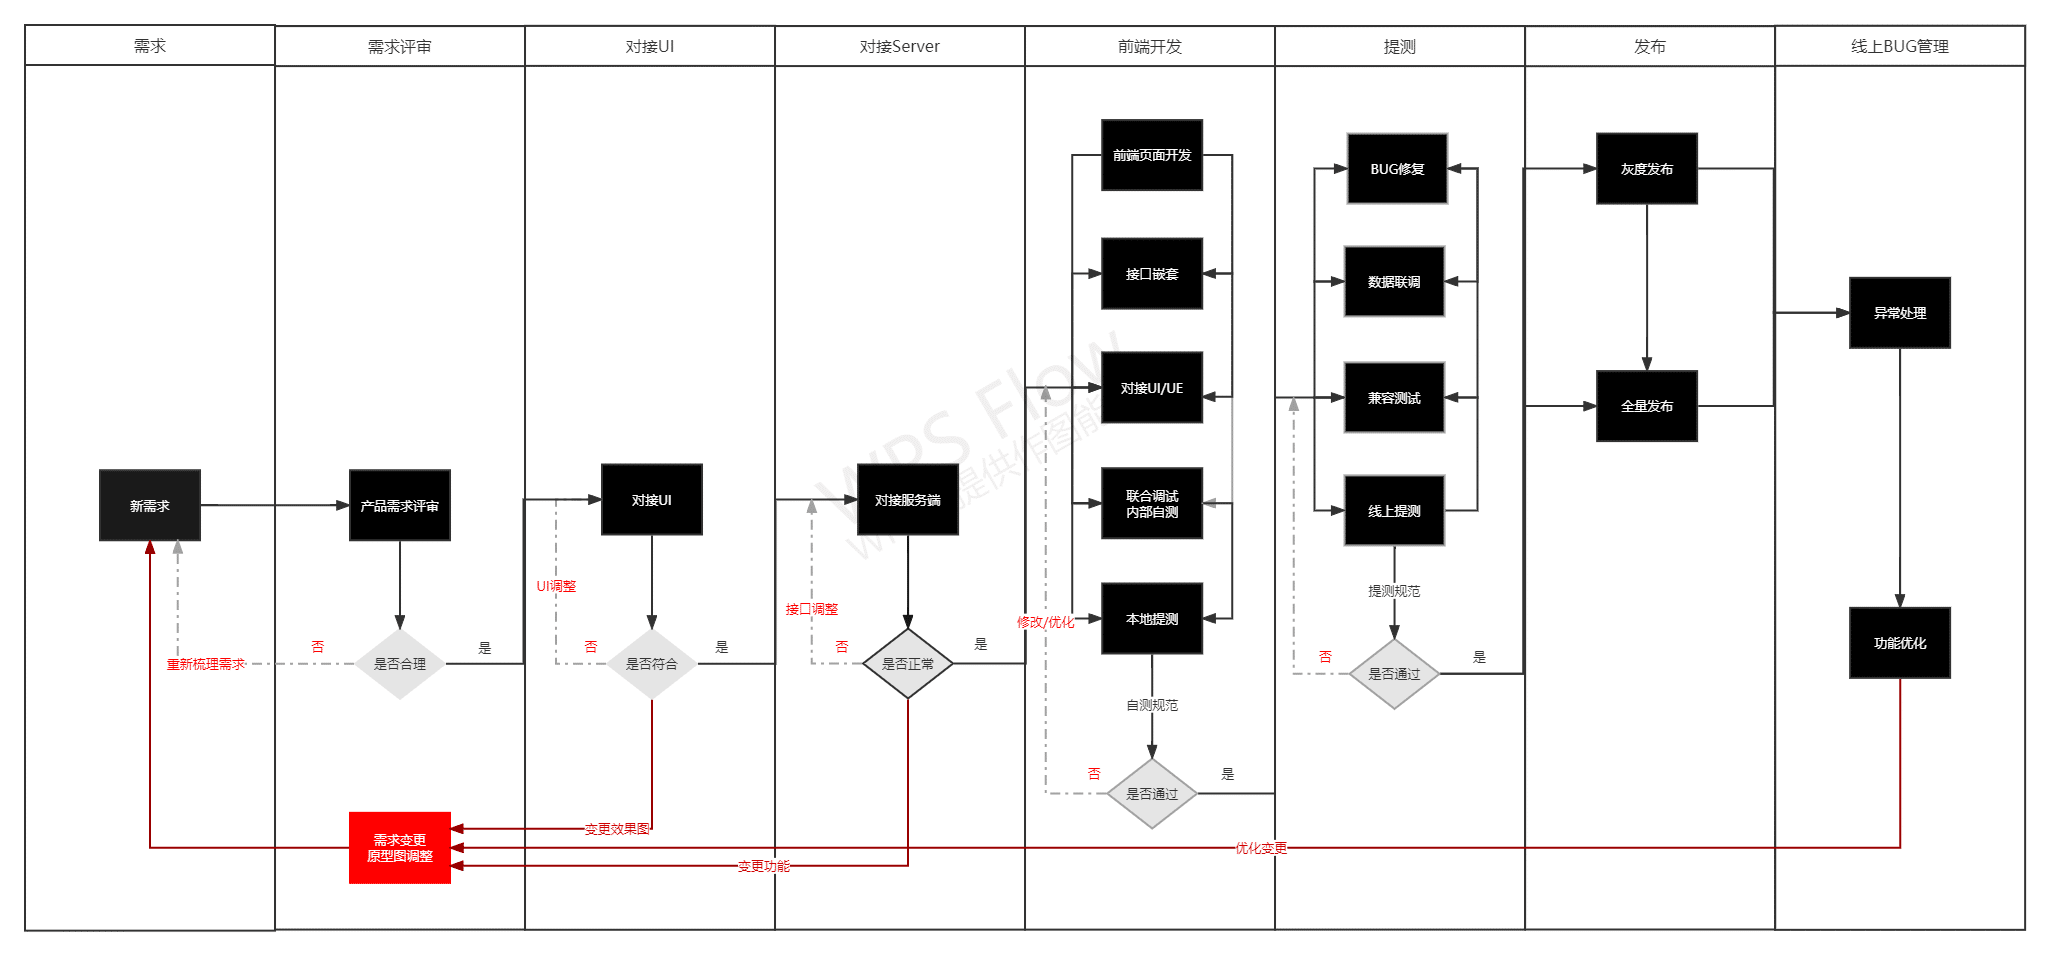 需求
需求评审
对接UI
对接Server
前端开发
提测
发布
线上BUG管理
新需求
重新梳理需求
产品需求评审
是否合理
否
是
需求变更
原型图调整
对接UI
UI调整
是否符合
否
是
变更效果图
对接服务端
接口调整
是否正常
否
是
变更功能
前端页面开发
接口嵌套
对接UI/UE
联合调试
内部自测
本地提测
修改/优化
自测规范
是否通过
否
是
BUG修复
数据联调
兼容测试
线上提测
提测规范
是否通过
否
是
优化变更
灰度发布
全量发布
异常处理
功能优化
WPS Flow
提供作图能